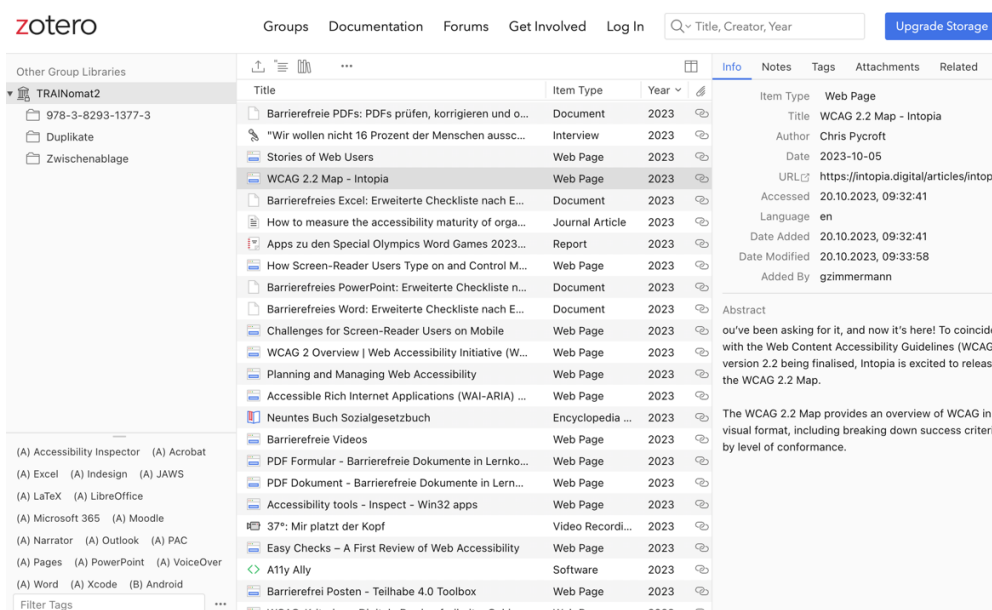 zotero
Groups Documentation Forums Get Involved Log In Title, Creator, Year Upgrade Storage
Other Group Libraries
TRAINomat2
978-3-8293-1377-3
Duplikate
Zwischenablage
(A) Accessibility Inspector (A) Acrobat
(A) Excel (A) Indesign (A) JAWS
(A) LaTeX (A) LibreOffice
(A) Microsoft 365 (A) Moodle
(A) Narrator (A) Outlook (A) PAC
(A) Pages (A) PowerPoint (A) VoiceOver
(A) Word (A) Xcode (B) Android
Filter Tags
Title Item Type Year
Barrierefreie PDFs: PDFs prüfen, korrigieren und o... Document 2023
"Wir wollen nicht 16 Prozent der Menschen aussc... Interview 2023
Stories of Web Users Web Page 2023
WCAG 2.2 Map - Intopia Web Page 2023
Barrierefreies Excel: Erweiterte Checkliste nach E... Document 2023
How to measure the accessibility maturity of orga... Journal Article 2023
Apps zu den Special Olympics Word Games 2023... Report 2023
How Screen-Reader Users Type on and Control M... Web Page 2023
Barrierefreies PowerPoint: Erweiterte Checkliste n... Document 2023
Barrierefreies Word: Erweiterte Checkliste nach E... Document 2023
Challenges for Screen-Reader Users on Mobile Web Page 2023
WCAG 2 Overview | Web Accessibility Initiative (W... Web Page 2023
Planning and Managing Web Accessibility Web Page 2023
Accessible Rich Internet Applications (WAI-ARIA) ... Web Page 2023
Neuntes Buch Sozialgesetzbuch Encyclopedia ... 2023
Barrierefreie Videos Web Page 2023
PDF Formular - Barrierefreie Dokumente in Lernko... Web Page 2023
PDF Dokument - Barrierefreie Dokumente in Lern... Web Page 2023
Accessibility tools - Inspect - Win32 apps Web Page 2023
37°: Mir platzt der Kopf Video Recordi... 2023
Easy Checks – A First Review of Web Accessibility Web Page 2023
A11y Ally Software 2023
Barrierefrei Posten - Teilhabe 4.0 Toolbox Web Page 2023
Info Notes Tags Attachments Related
Item Type Web Page
Title WCAG 2.2 Map - Intopia
Author Chris Pycroft
Date 2023-10-05
URL https://intopia.digital/articles/intop
Accessed 20.10.2023, 09:32:41
Language en
Date Added 20.10.2023, 09:32:41
Date Modified 20.10.2023, 09:33:58
Added By gzimmermann
Abstract
ou've been asking for it, and now it's here! To coincide
with the Web Content Accessibility Guidelines (WCAG
version 2.2 being finalised, Intopia is excited to releas
the WCAG 2.2 Map.
The WCAG 2.2 Map provides an overview of WCAG in
visual format, including breaking down success criteri
by level of conformance.